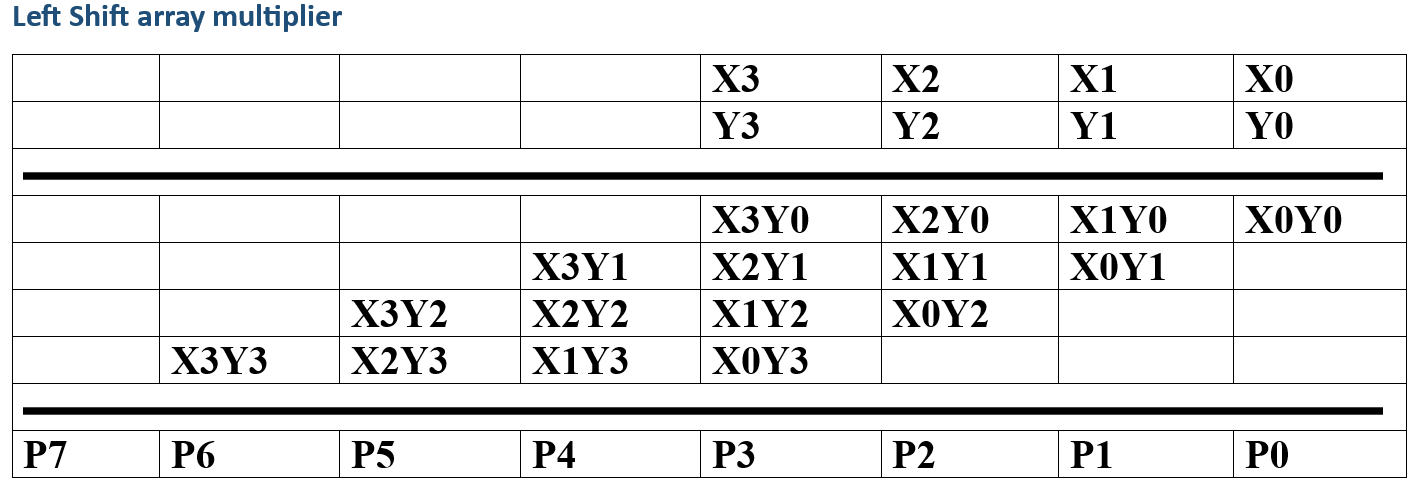 Left Shift array multiplier
X3 X2 X1 X0
Y3 Y2 Y1 Y0
X3Y0 X2Y0 X1Y0 X0Y0
X3Y1 X2Y1 X1Y1 X0Y1
X3Y2 X2Y2 X1Y2 X0Y2
X3Y3 X2Y3 X1Y3 X0Y3
P7 P6 P5 P4 P3 P2 P1 P0